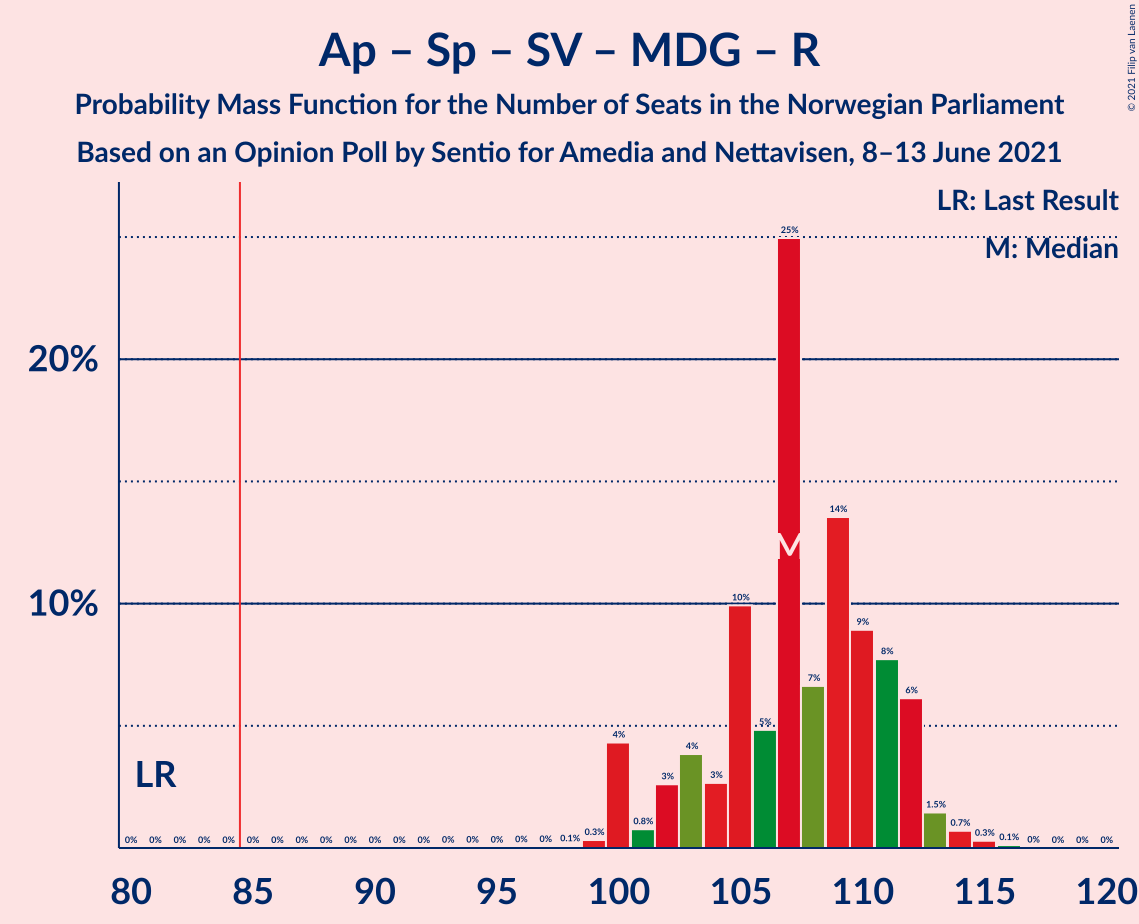 Ap – Sp – SV – MDG – R
Probability Mass Function for the Number of Seats in the Norwegian Parliament
Based on an Opinion Poll by Sentio for Amedia and Nettavisen, 8–13 June 2021
© 2021 Filip van Laenen
LR: Last Result
M: Median
25%
20%
14%
M
10%
10%
9%
8%
7%
6%
5%
4%
4%
3%
3%
LR
1.5%
0% 0% 0% 0% 0% 0% 0% 0% 0% 0% 0% 0% 0% 0% 0% 0% 0% 0% 0.1% 0.3% 0.8% 0.7% 0.3% 0.1% 0% 0% 0% 0%
80 85 90 95 100 105 110 115 120